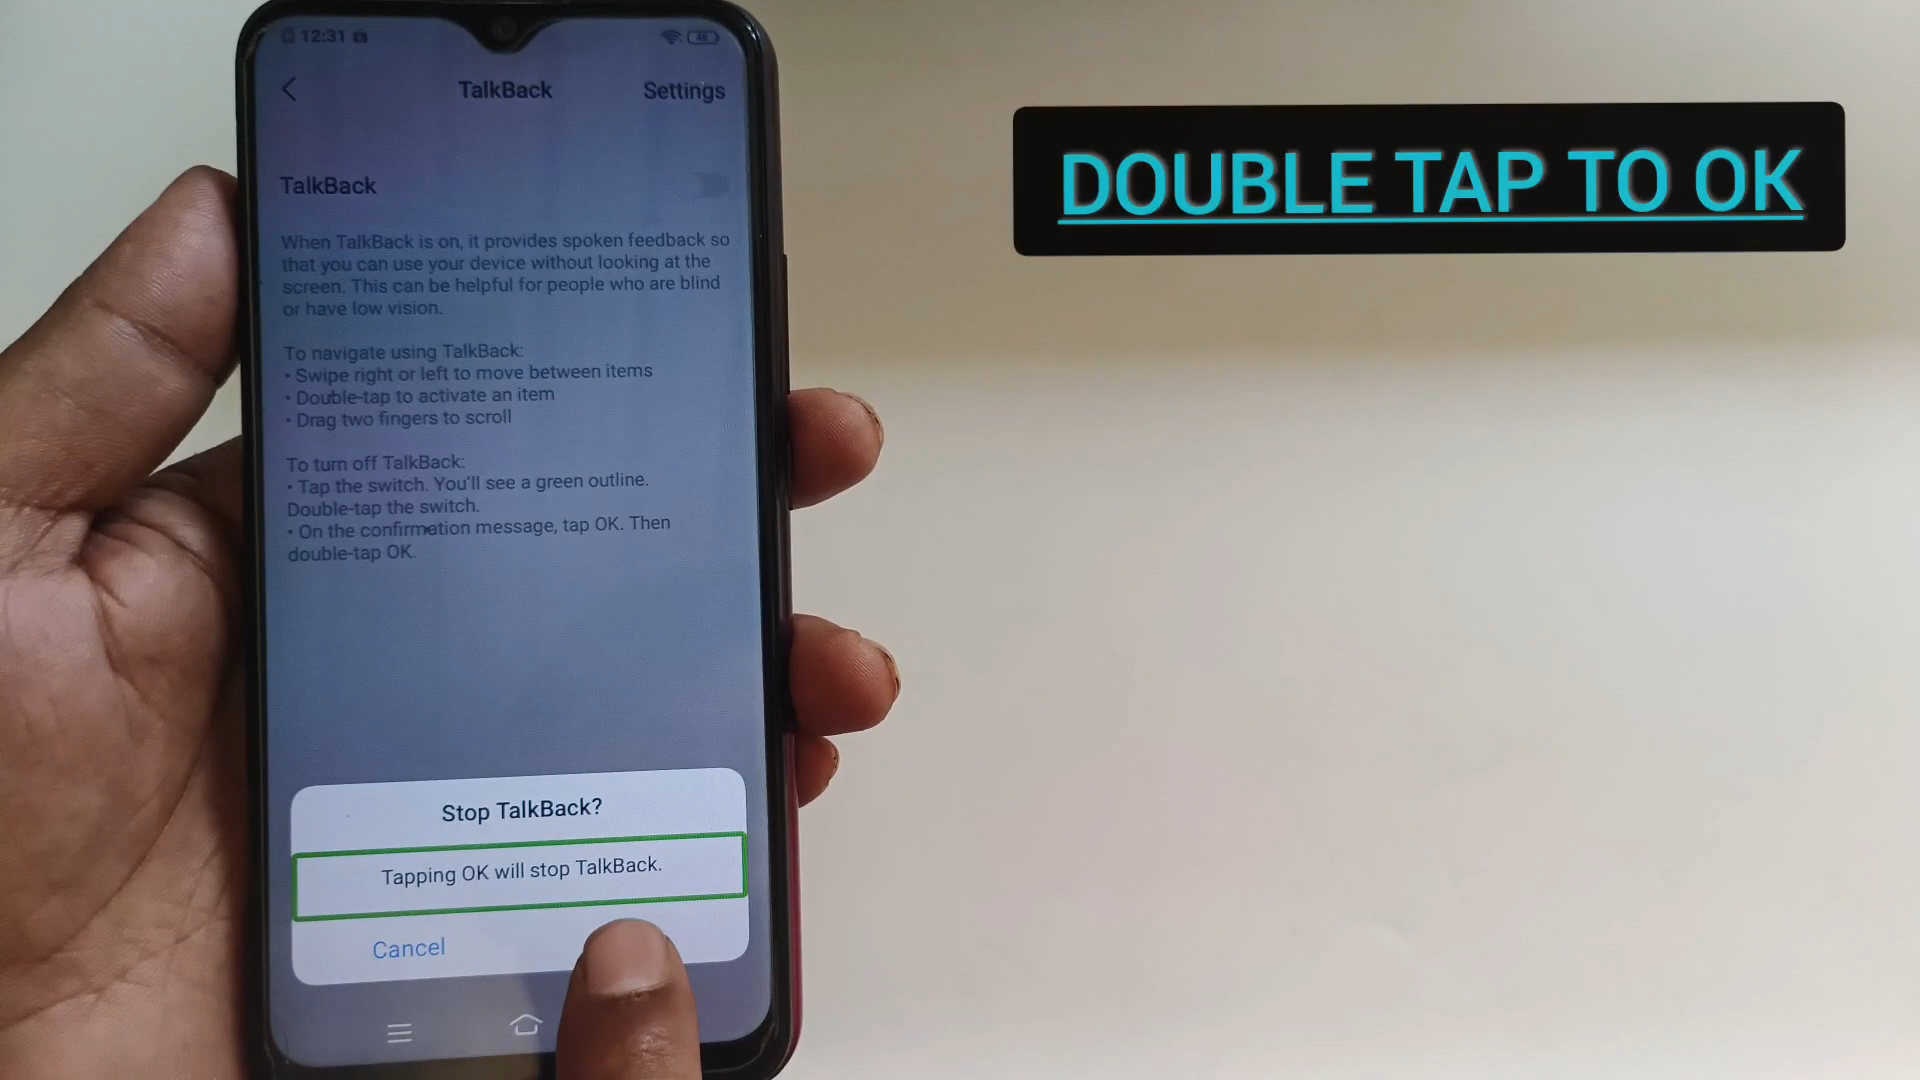 12:31
46
TalkBack
Settings
TalkBack
When TalkBack is on, it provides spoken feedback so
that you can use your device without looking at the
screen. This can be helpful for people who are blind
or have low vision.
To navigate using TalkBack:
• Swipe right or left to move between items
• Double-tap to activate an item
• Drag two fingers to scroll
To turn off TalkBack:
• Tap the switch. You'll see a green outline.
Double-tap the switch.
• On the confirmation message, tap OK. Then
double-tap OK.
Stop TalkBack?
Tapping OK will stop TalkBack.
Cancel
DOUBLE TAP TO OK